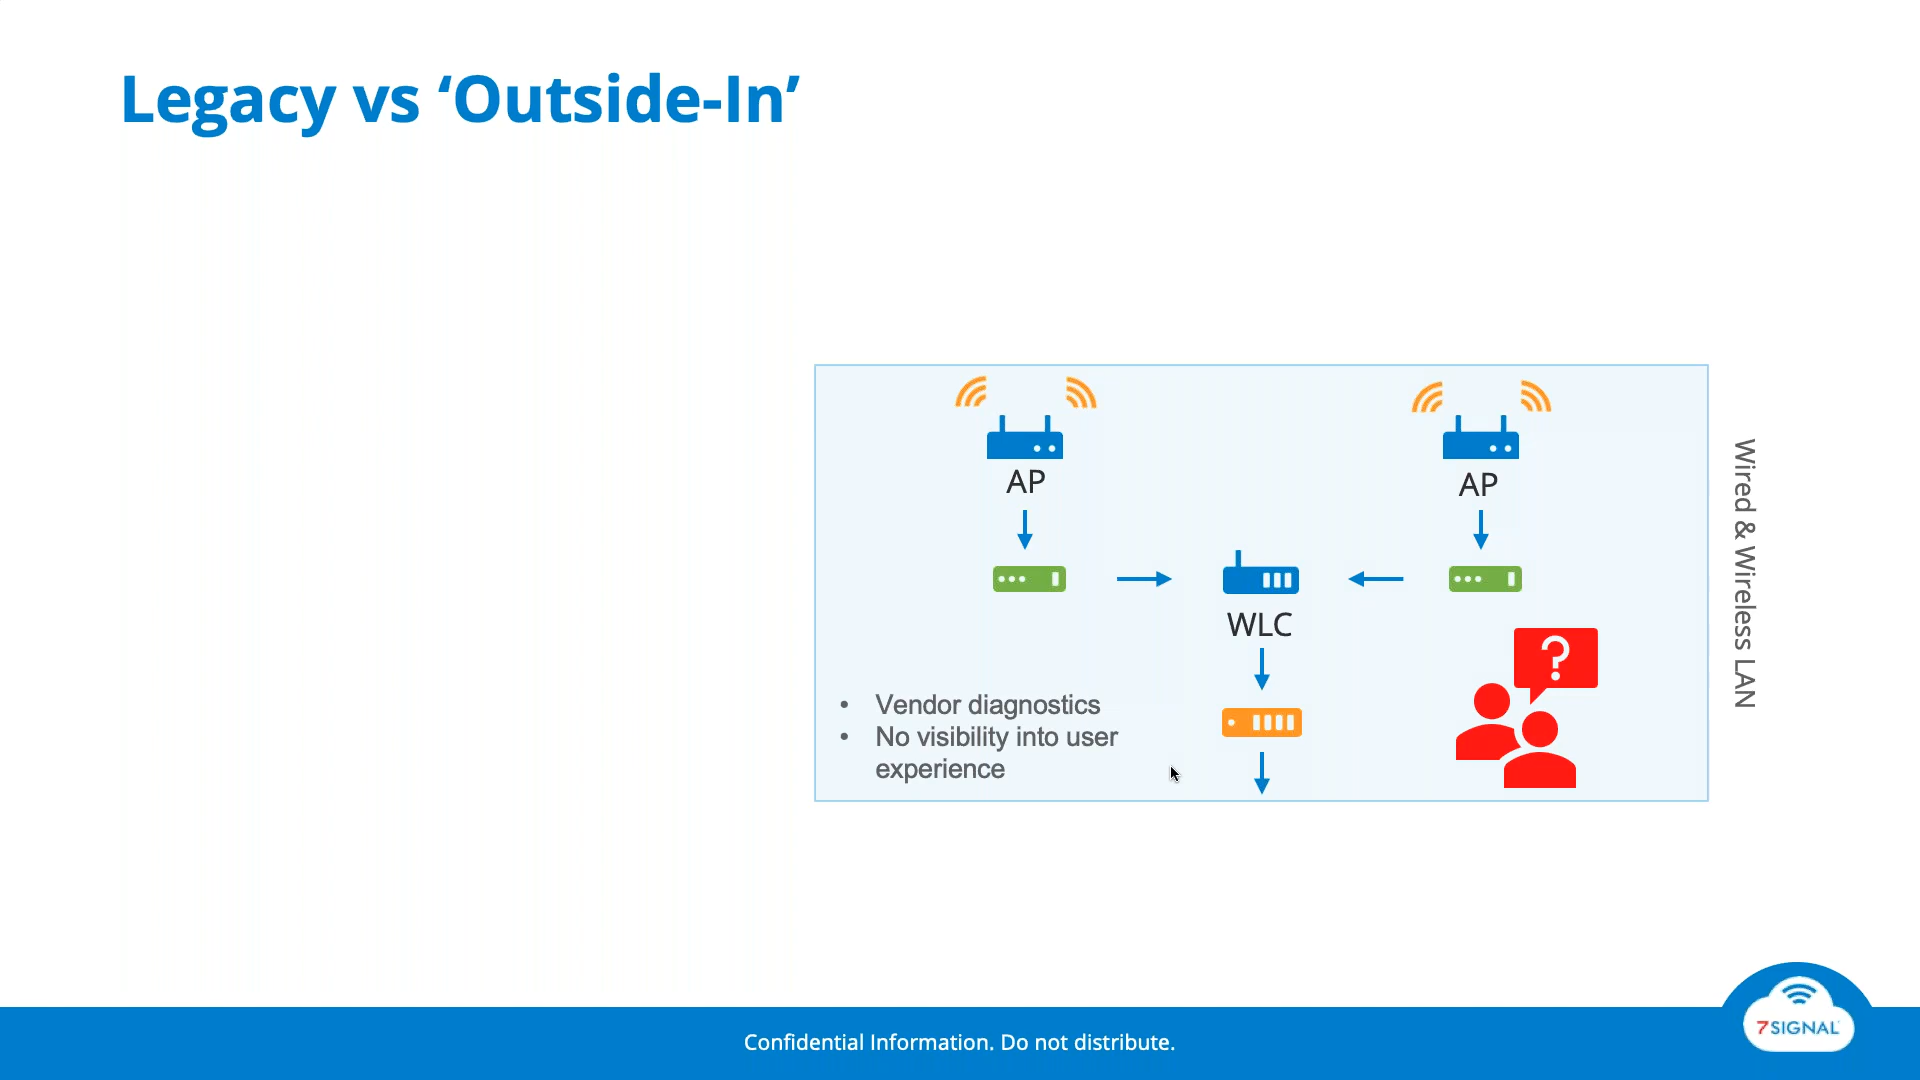 Legacy vs ‘Outside-In’
AP
AP
WLC
?
• Vendor diagnostics
• No visibility into user
experience
Wired & Wireless LAN
Confidential Information. Do not distribute.
7SIGNAL